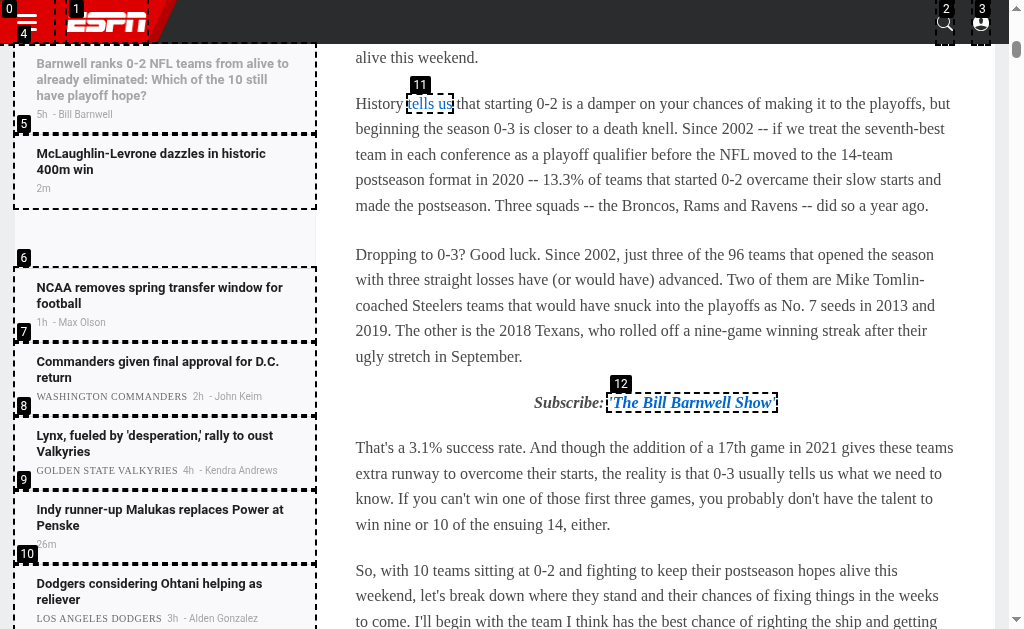 0
1
2
3
ESPN
4
Barnwell ranks 0-2 NFL teams from alive to
already eliminated: Which of the 10 still
have playoff hope?
5h - Bill Barnwell
5
McLaughlin-Levrone dazzles in historic
400m win
2m
6
NCAA removes spring transfer window for
football
1h - Max Olson
7
Commanders given final approval for D.C.
return
WASHINGTON COMMANDERS 2h - John Keim
8
Lynx, fueled by 'desperation,' rally to oust
Valkyries
GOLDEN STATE VALKYRIES 4h - Kendra Andrews
9
Indy runner-up Malukas replaces Power at
Penske
26m
10
Dodgers considering Ohtani helping as
reliever
LOS ANGELES DODGERS 3h - Alden Gonzalez
alive this weekend.
11
History tells us that starting 0-2 is a damper on your chances of making it to the playoffs, but
beginning the season 0-3 is closer to a death knell. Since 2002 -- if we treat the seventh-best
team in each conference as a playoff qualifier before the NFL moved to the 14-team
postseason format in 2020 -- 13.3% of teams that started 0-2 overcame their slow starts and
made the postseason. Three squads -- the Broncos, Rams and Ravens -- did so a year ago.
Dropping to 0-3? Good luck. Since 2002, just three of the 96 teams that opened the season
with three straight losses have (or would have) advanced. Two of them are Mike Tomlin-
coached Steelers teams that would have snuck into the playoffs as No. 7 seeds in 2013 and
2019. The other is the 2018 Texans, who rolled off a nine-game winning streak after their
ugly stretch in September.
12
Subscribe: 'The Bill Barnwell Show'
That's a 3.1% success rate. And though the addition of a 17th game in 2021 gives these teams
extra runway to overcome their starts, the reality is that 0-3 usually tells us what we need to
know. If you can't win one of those first three games, you probably don't have the talent to
win nine or 10 of the ensuing 14, either.
So, with 10 teams sitting at 0-2 and fighting to keep their postseason hopes alive this
weekend, let's break down where they stand and their chances of fixing things in the weeks
to come. I'll begin with the team I think has the best chance of righting the ship and getting